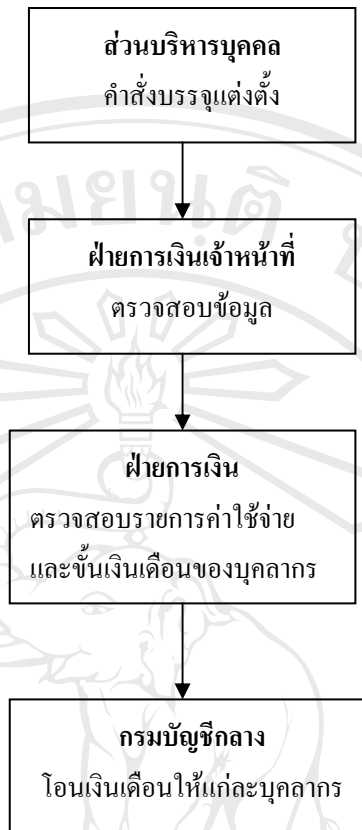 ส่วนบริหารบุคคล
คำสั่งบรรจุแต่งตั้ง
ฝ่ายการเงินเจ้าหน้าที่
ตรวจสอบข้อมูล
ฝ่ายการเงิน
ตรวจสอบรายการค่าใช้จ่าย
และขั้นเงินเดือนของบุคลากร
กรมบัญชีกลาง
โอนเงินเดือนให้แก่ละบุคลากร